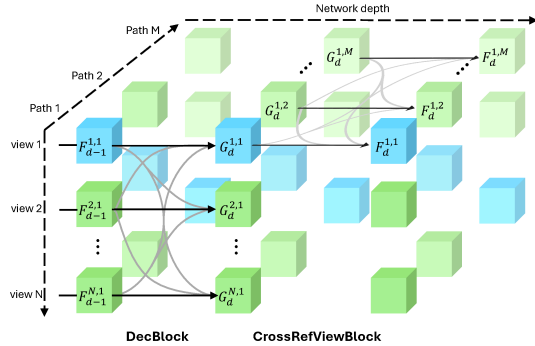 Network depth
Path M
Path 2
Path 1
G_d^{1,M}
F_d^{1,M}
G_d^{1,2}
F_d^{1,2}
view 1
F_{d-1}^{1,1}
G_d^{1,1}
F_d^{1,1}
view 2
F_{d-1}^{2,1}
G_d^{2,1}
view N
F_{d-1}^{N,1}
G_d^{N,1}
DecBlock
CrossRefViewBlock